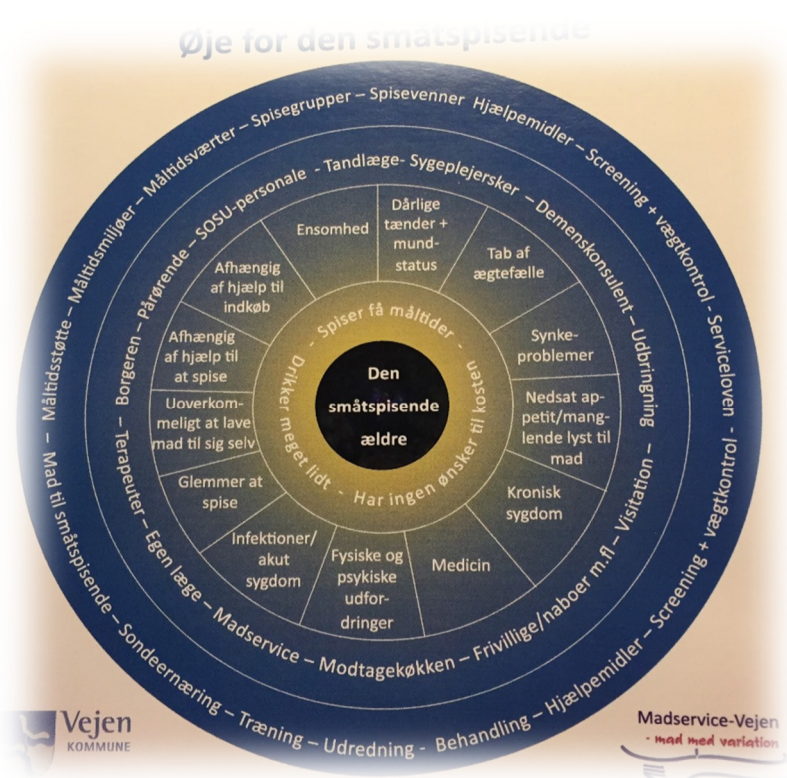 Øje for den småtspisende
Måltidsstøtte – Måltidsmiljøer – Måltidsværter – Spisegrupper – Spisevenner Hjælpemidler – Screening + vægtkontrol - Serviceloven
– Mad til småtspisende – Sondeernæring – Træning – Udredning - Behandling – Hjælpemidler – Screening + vægtkontrol -
Borgeren – Pårørende – SOSU-personale - Tandlæge- Sygeplejersker – Demenskonsulent – Udbringning
– Terapeuter – Egen læge – Madservice – Modtagekøkken – Frivillige/naboer m.fl – Visitation –
Ensomhed
Dårlige
tænder +
mund-
status
Tab af
ægtefælle
Synke-
problemer
Nedsat ap-
petit/mang-
lende lyst til
mad
Kronisk
sygdom
Medicin
Fysiske og
psykiske
udfor-
dringer
Infektioner/
akut
sygdom
Glemmer at
spise
Uoverkom-
meligt at lave
mad til sig selv
Afhængig
af hjælp til
at spise
Afhængig
af hjælp til
indkøb
- Spiser få måltider -
Har ingen ønsker til kosten
- Drikker meget lidt -
Den
småtspisende
ældre
Vejen
KOMMUNE
Madservice-Vejen
- mad med variation